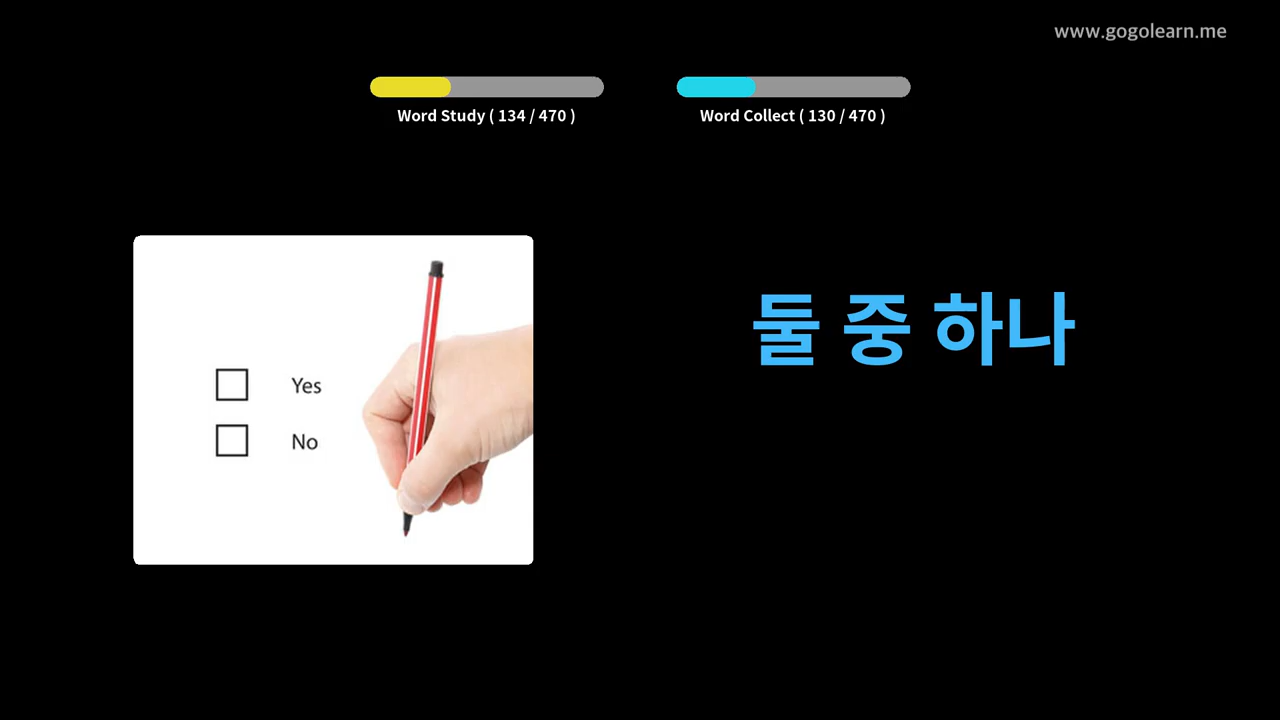 www.gogolearn.me
Word Study ( 134 / 470 )
Word Collect ( 130 / 470 )
Yes
No
둘 중 하나